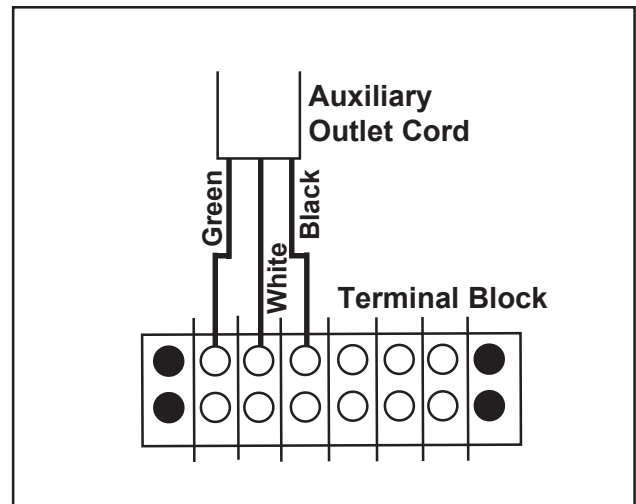 Auxiliary
Outlet Cord
Green
White
Black
Terminal Block